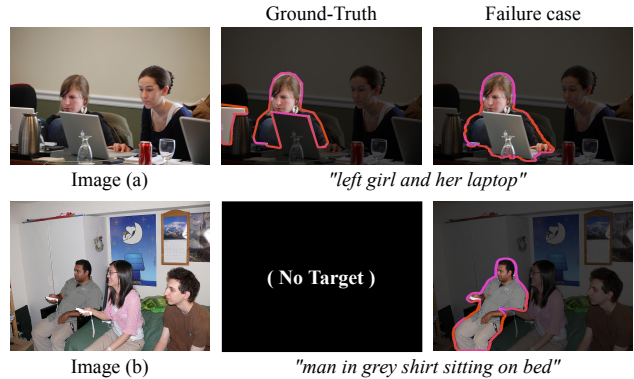 Ground-Truth Failure case
Image (a) "left girl and her laptop"
( No Target )
Image (b) "man in grey shirt sitting on bed"